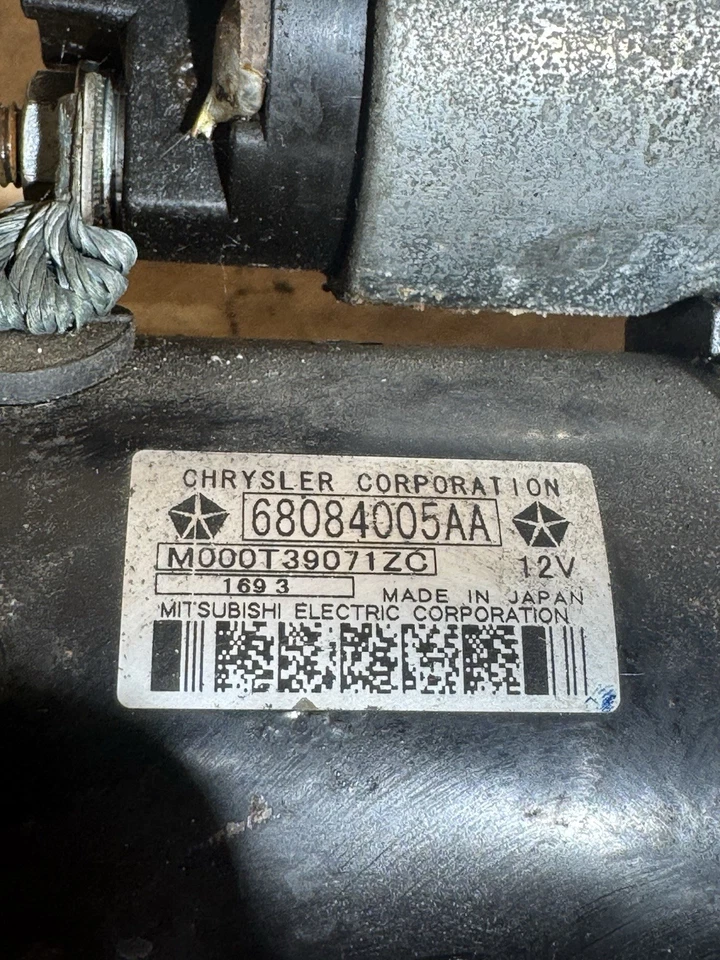 CHRYSLER CORPORATION
68084005AA
M000T39071ZC 12V
1693 MADE IN JAPAN
MITSUBISHI ELECTRIC CORPORATION